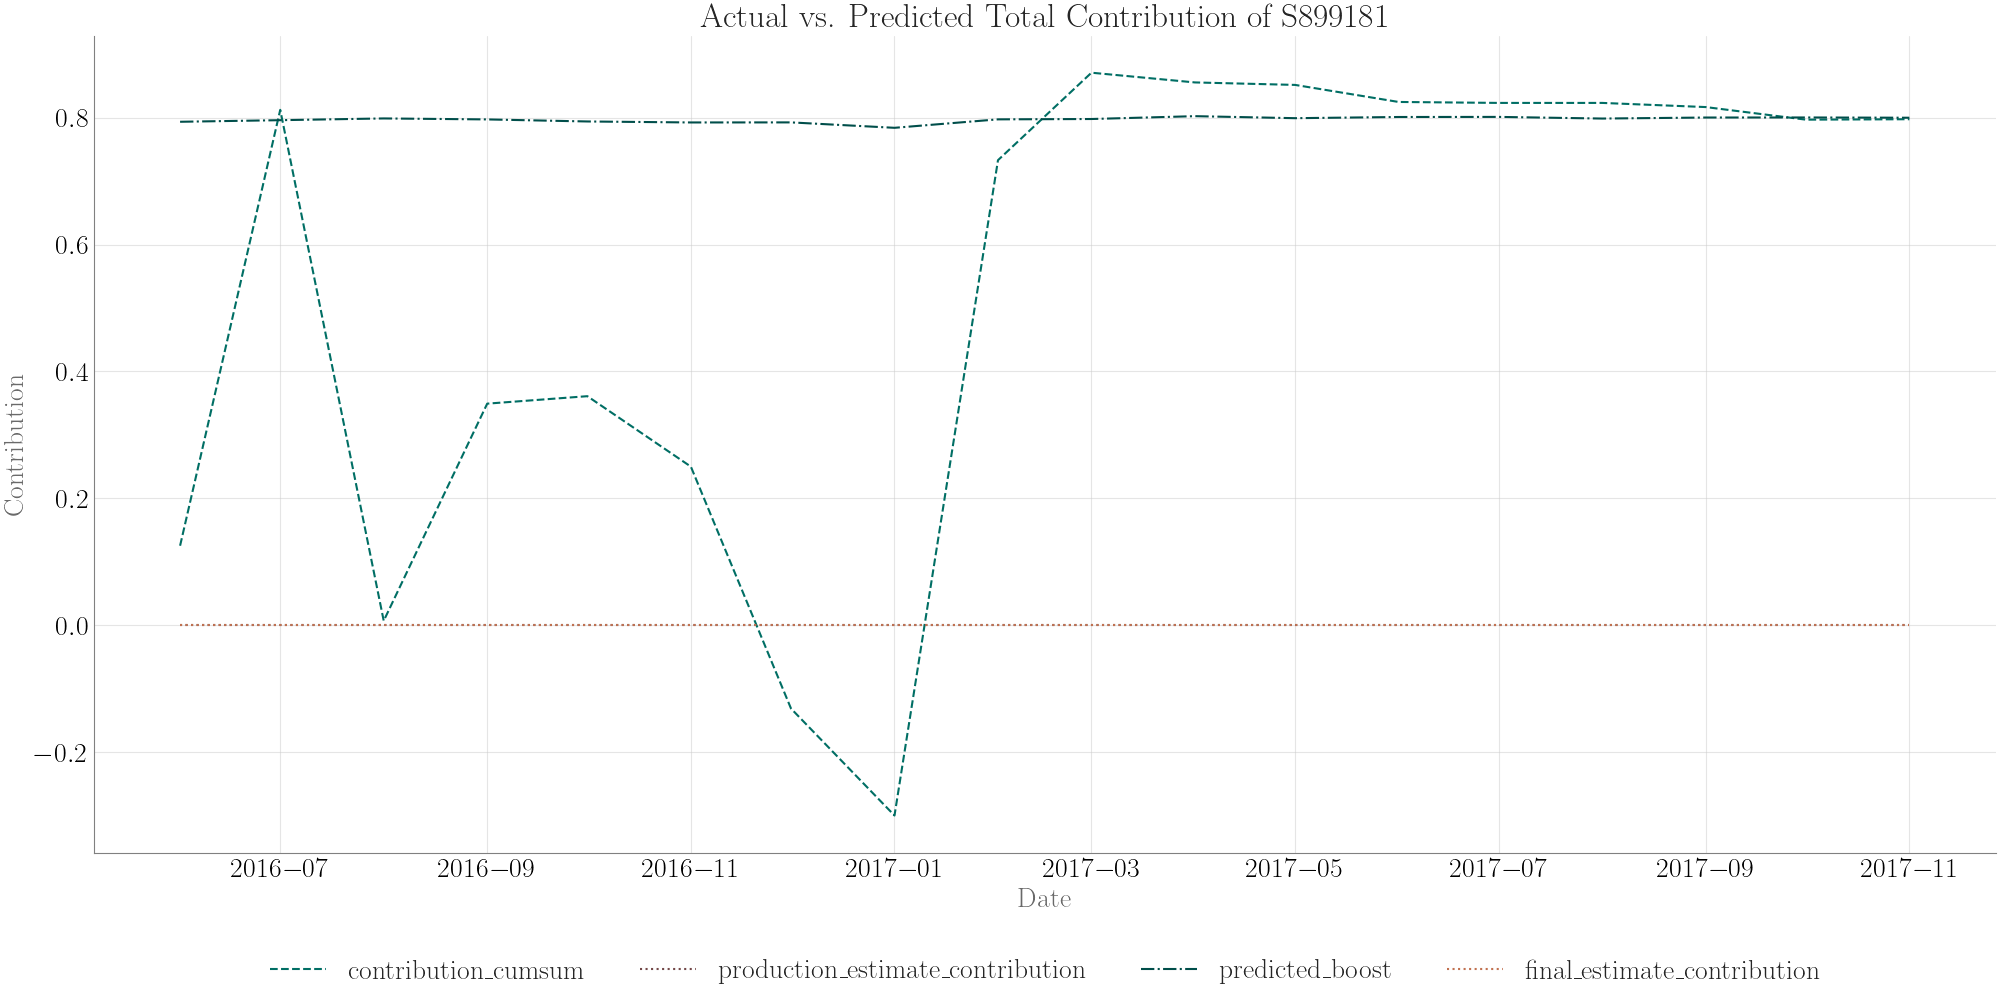 Actual vs. Predicted Total Contribution of S899181
Contribution
0.8
0.6
0.4
0.2
0.0
−0.2
2016−07 2016−09 2016−11 2017−01 2017−03 2017−05 2017−07 2017−09 2017−11
Date
contribution_cumsum production_estimate_contribution predicted_boost final_estimate_contribution